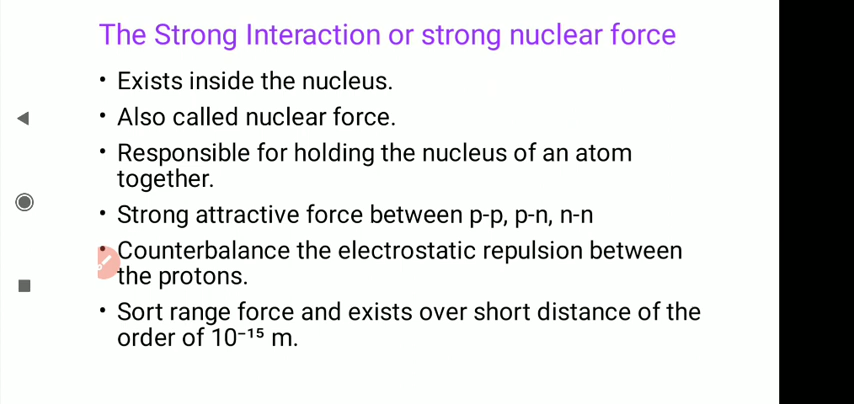 The Strong Interaction or strong nuclear force
• Exists inside the nucleus.
• Also called nuclear force.
• Responsible for holding the nucleus of an atom
together.
• Strong attractive force between p-p, p-n, n-n
• Counterbalance the electrostatic repulsion between
the protons.
• Sort range force and exists over short distance of the
order of 10⁻¹⁵ m.